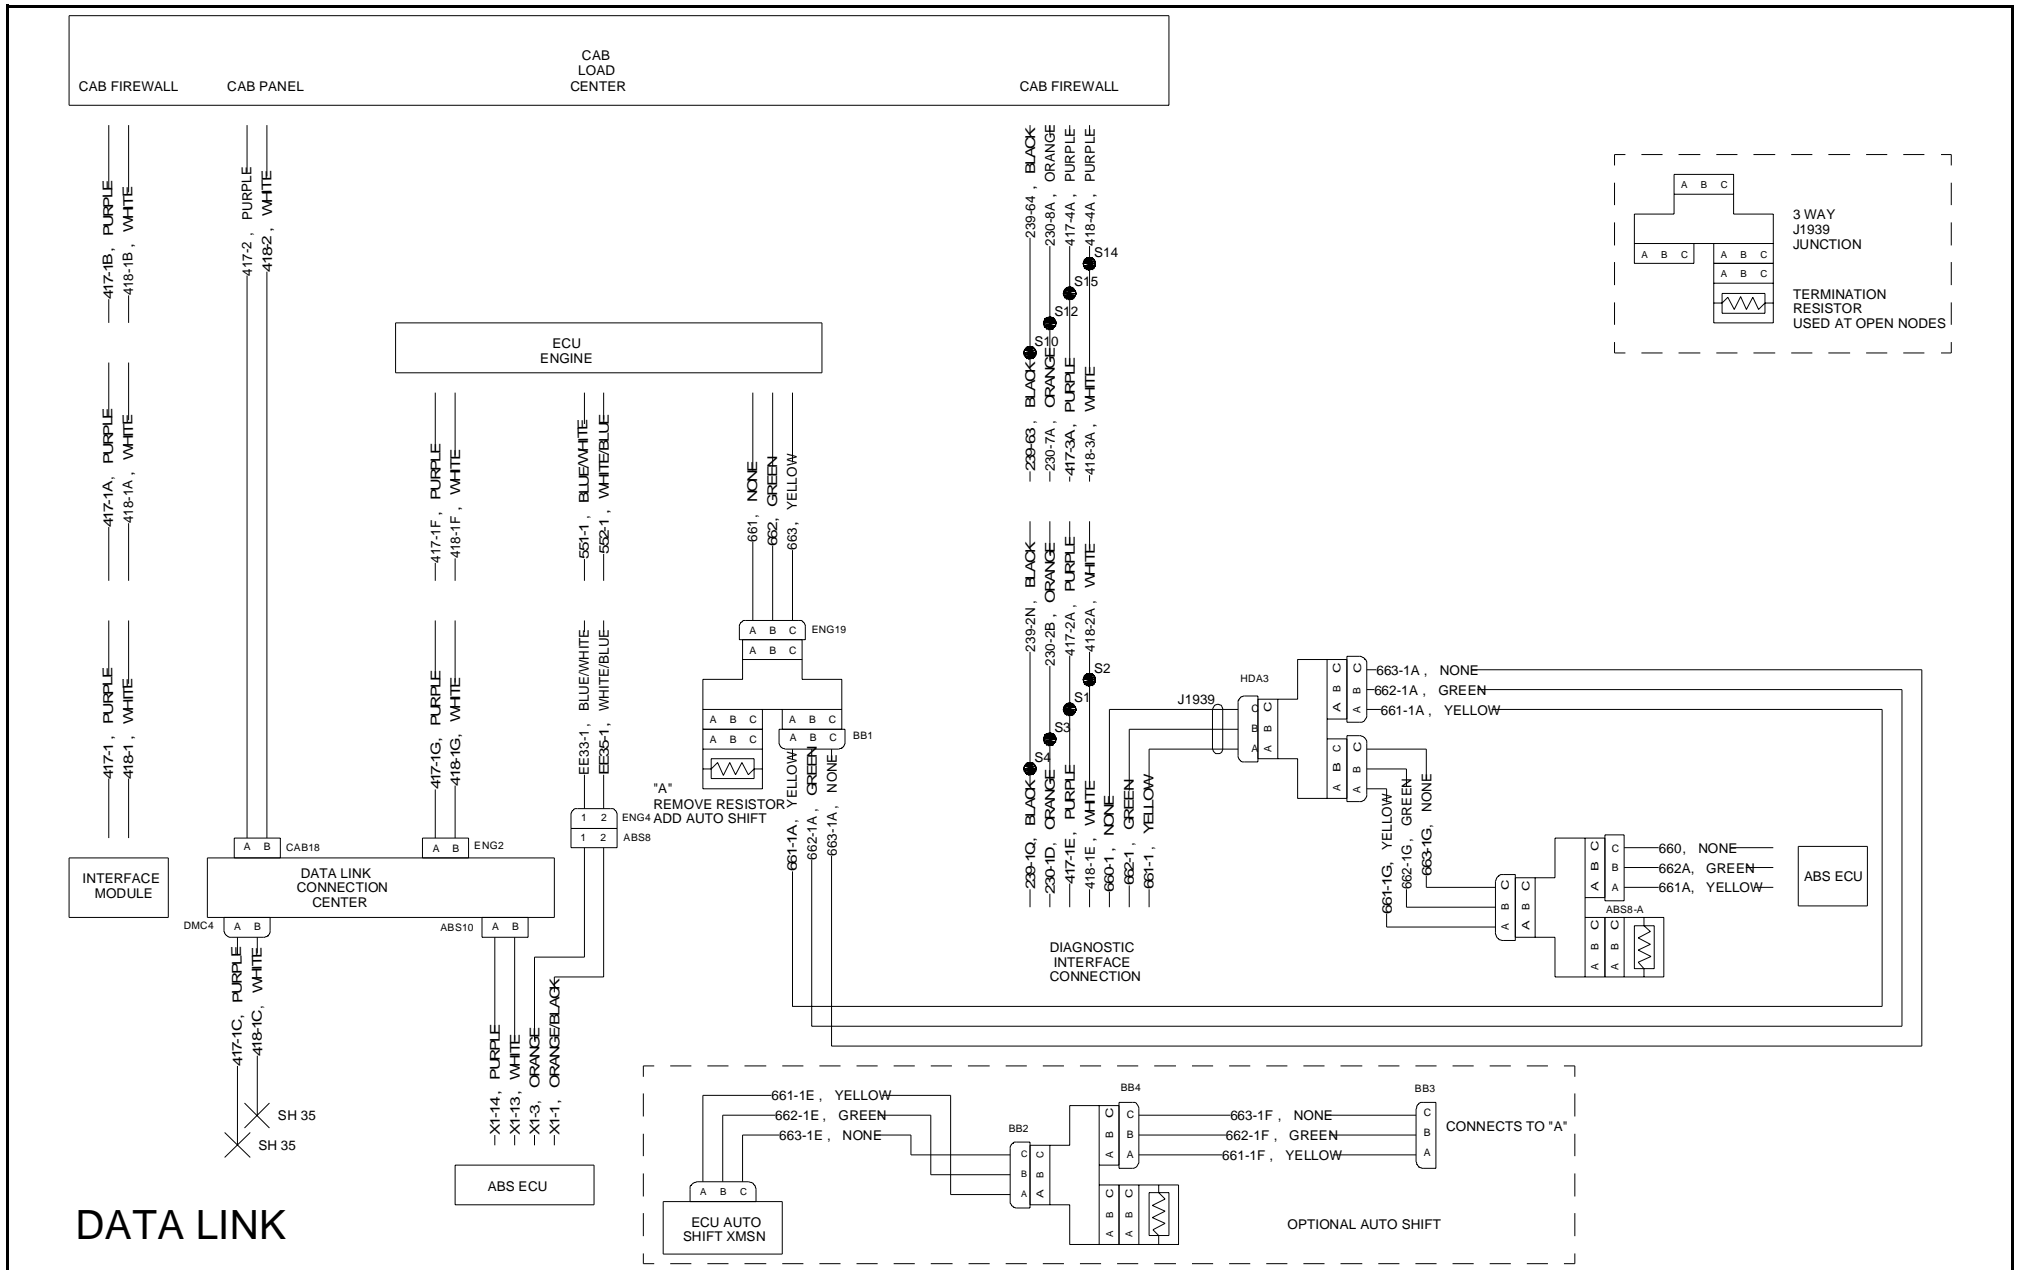 CAB
LOAD
CENTER
CAB FIREWALL
CAB PANEL
CAB FIREWALL
417-1B, PURPLE
418-1B, WHITE
417-2, PURPLE
418-2, WHITE
239-64, BLACK
230-8A, ORANGE
417-4A, PURPLE
418-4A, PURPLE
S14
S15
S12
S10
A B C
3 WAY
J1939
JUNCTION
A B C
A B C
A B C
TERMINATION
RESISTOR
USED AT OPEN NODES
ECU
ENGINE
417-1A, PURPLE
418-1A, WHITE
417-1F, PURPLE
418-1F, WHITE
551-1, BLUE/WHITE
552-1, WHITE/BLUE
661, NONE
662, GREEN
663, YELLOW
239-63, BLACK
230-7A, ORANGE
417-3A, PURPLE
418-3A, WHITE
239-2N, BLACK
230-2B, ORANGE
417-2A, PURPLE
418-2A, WHITE
S2
S1
S3
S4
417-1, PURPLE
418-1, WHITE
417-1G, PURPLE
418-1G, WHITE
EE33-1, BLUE/WHITE
EE35-1, WHITE/BLUE
A B C ENG19
A B C
A B C
A B C
A B C
A B C BB1
"A"
REMOVE RESISTOR
ADD AUTO SHIFT
1 2 ENG4
1 2 ABS8
661-1A, YELLOW
662-1A, GREEN
663-1A, NONE
239-1Q, BLACK
230-1D, ORANGE
417-1E, PURPLE
418-1E, WHITE
660-1, NONE
662-1, GREEN
661-1, YELLOW
J1939
HDA3
C B A
C B A
C B A
C B A
663-1A, NONE
662-1A, GREEN
661-1A, YELLOW
C B A
C B A
661-1G, YELLOW
662-1G, GREEN
663-1G, NONE
C B A
C B A
C B A
C B A
660, NONE
662A, GREEN
661A, YELLOW
ABS ECU
ABS8-A
C B A
C B A
DIAGNOSTIC
INTERFACE
CONNECTION
INTERFACE
MODULE
A B CAB18
A B ENG2
DATA LINK
CONNECTION
CENTER
DMC4 A B
ABS10 A B
417-1C, PURPLE
418-1C, WHITE
SH 35
SH 35
X1-14, PURPLE
X1-13, WHITE
X1-3, ORANGE
X1-1, ORANGE/BLACK
ABS ECU
661-1E, YELLOW
662-1E, GREEN
663-1E, NONE
A B C
ECU AUTO
SHIFT XMSN
BB2
C B A
C B A
BB4
C B A
C B A
663-1F, NONE
662-1F, GREEN
661-1F, YELLOW
BB3
C
B
A
CONNECTS TO "A"
C B A
C B A
OPTIONAL AUTO SHIFT
DATA LINK